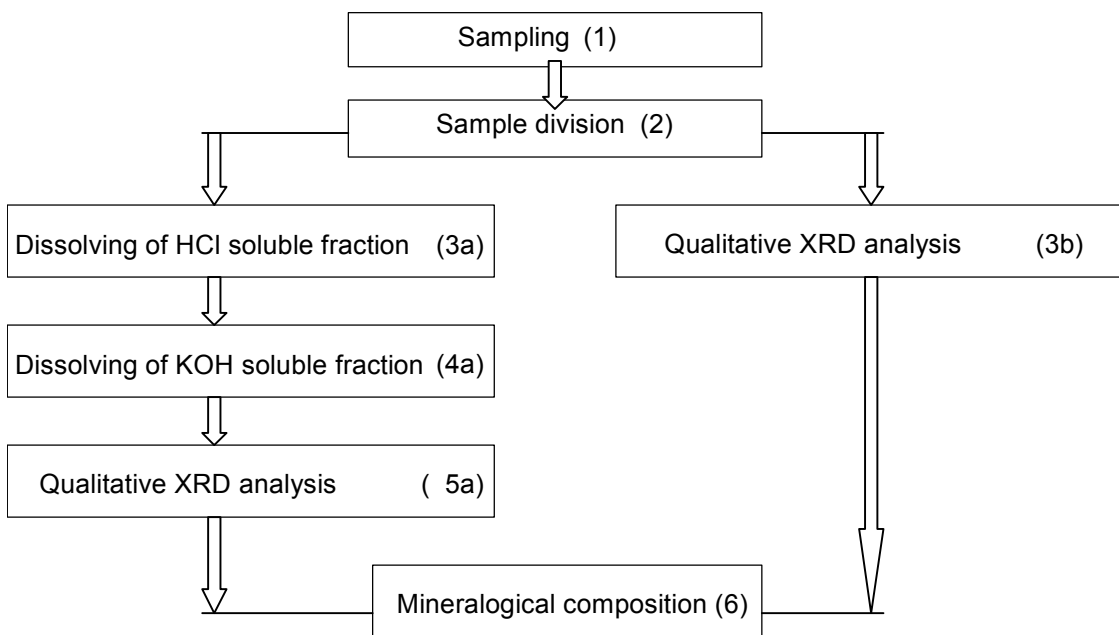 Sampling (1)
Sample division (2)
Dissolving of HCl soluble fraction (3a)
Qualitative XRD analysis (3b)
Dissolving of KOH soluble fraction (4a)
Qualitative XRD analysis ( 5a)
Mineralogical composition (6)